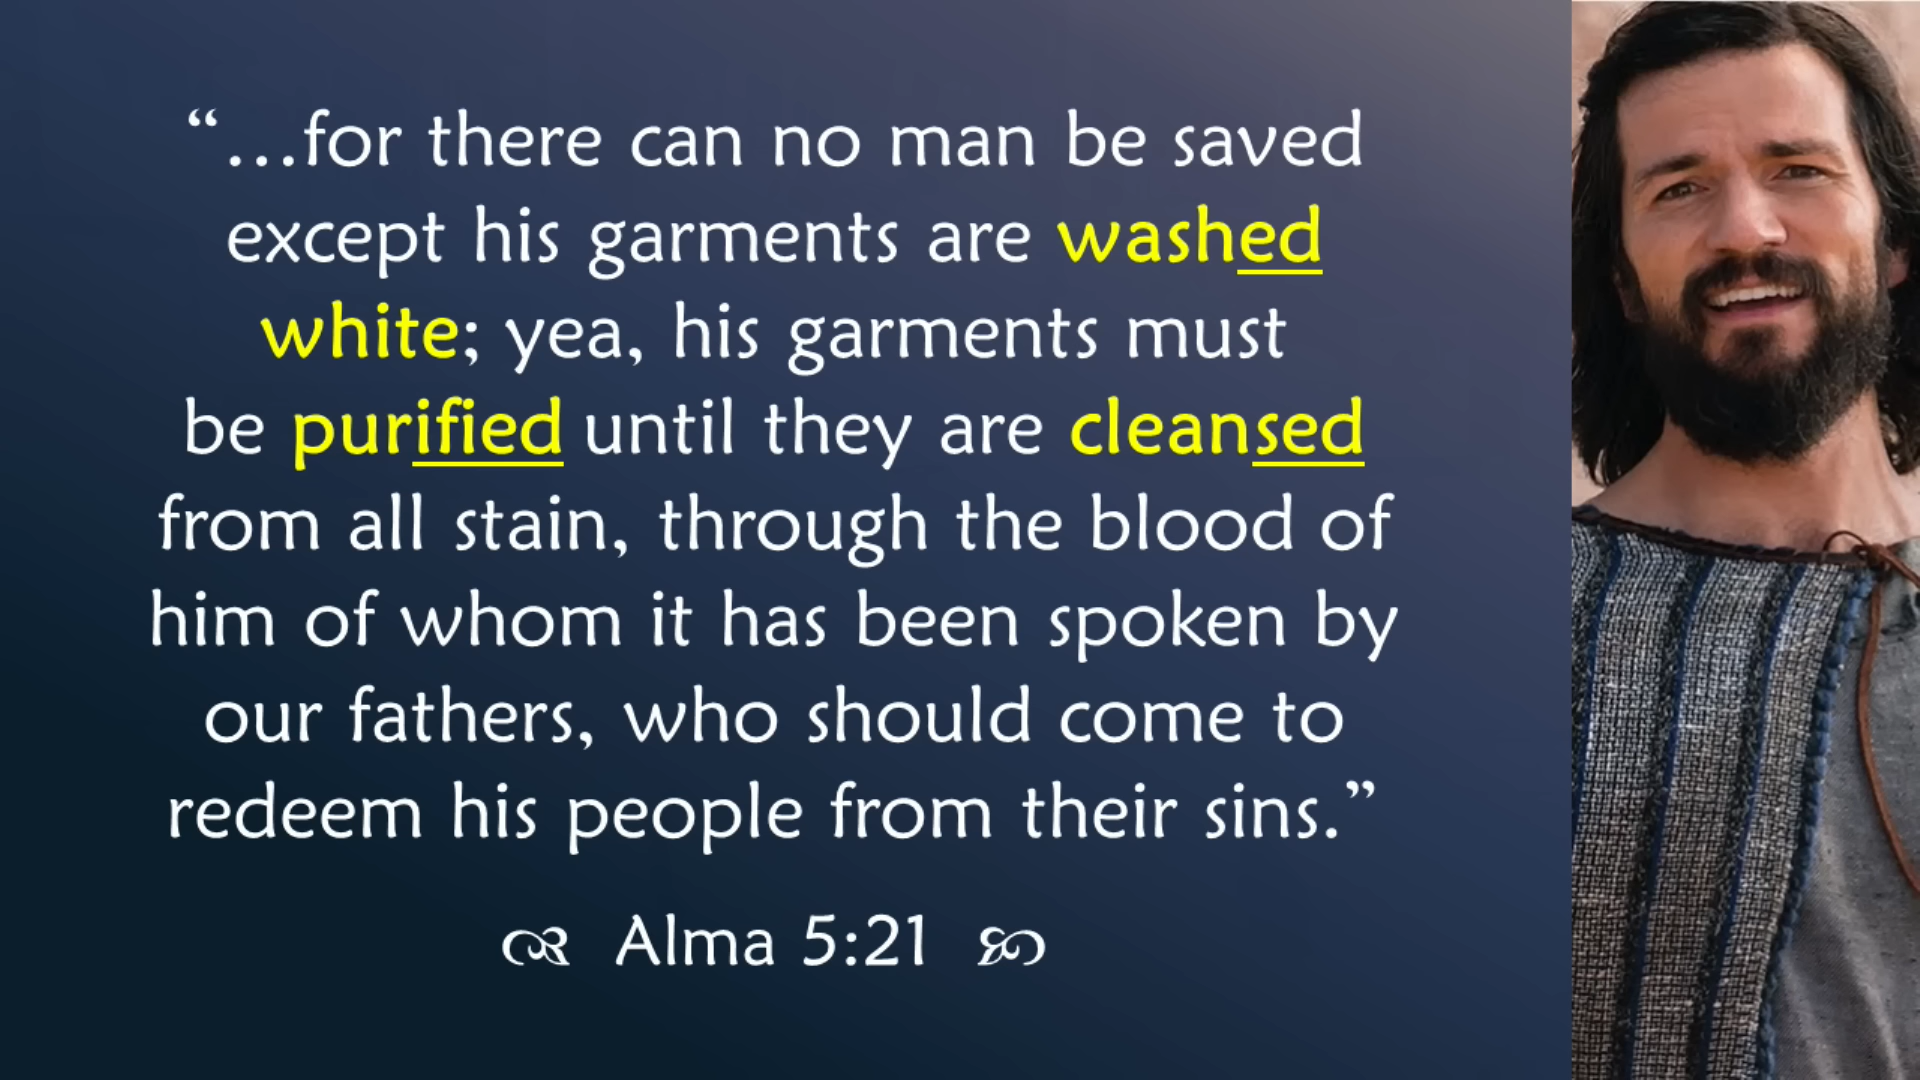 “…for there can no man be saved
except his garments are washed
white; yea, his garments must
be purified until they are cleansed
from all stain, through the blood of
him of whom it has been spoken by
our fathers, who should come to
redeem his people from their sins.”
Alma 5:21